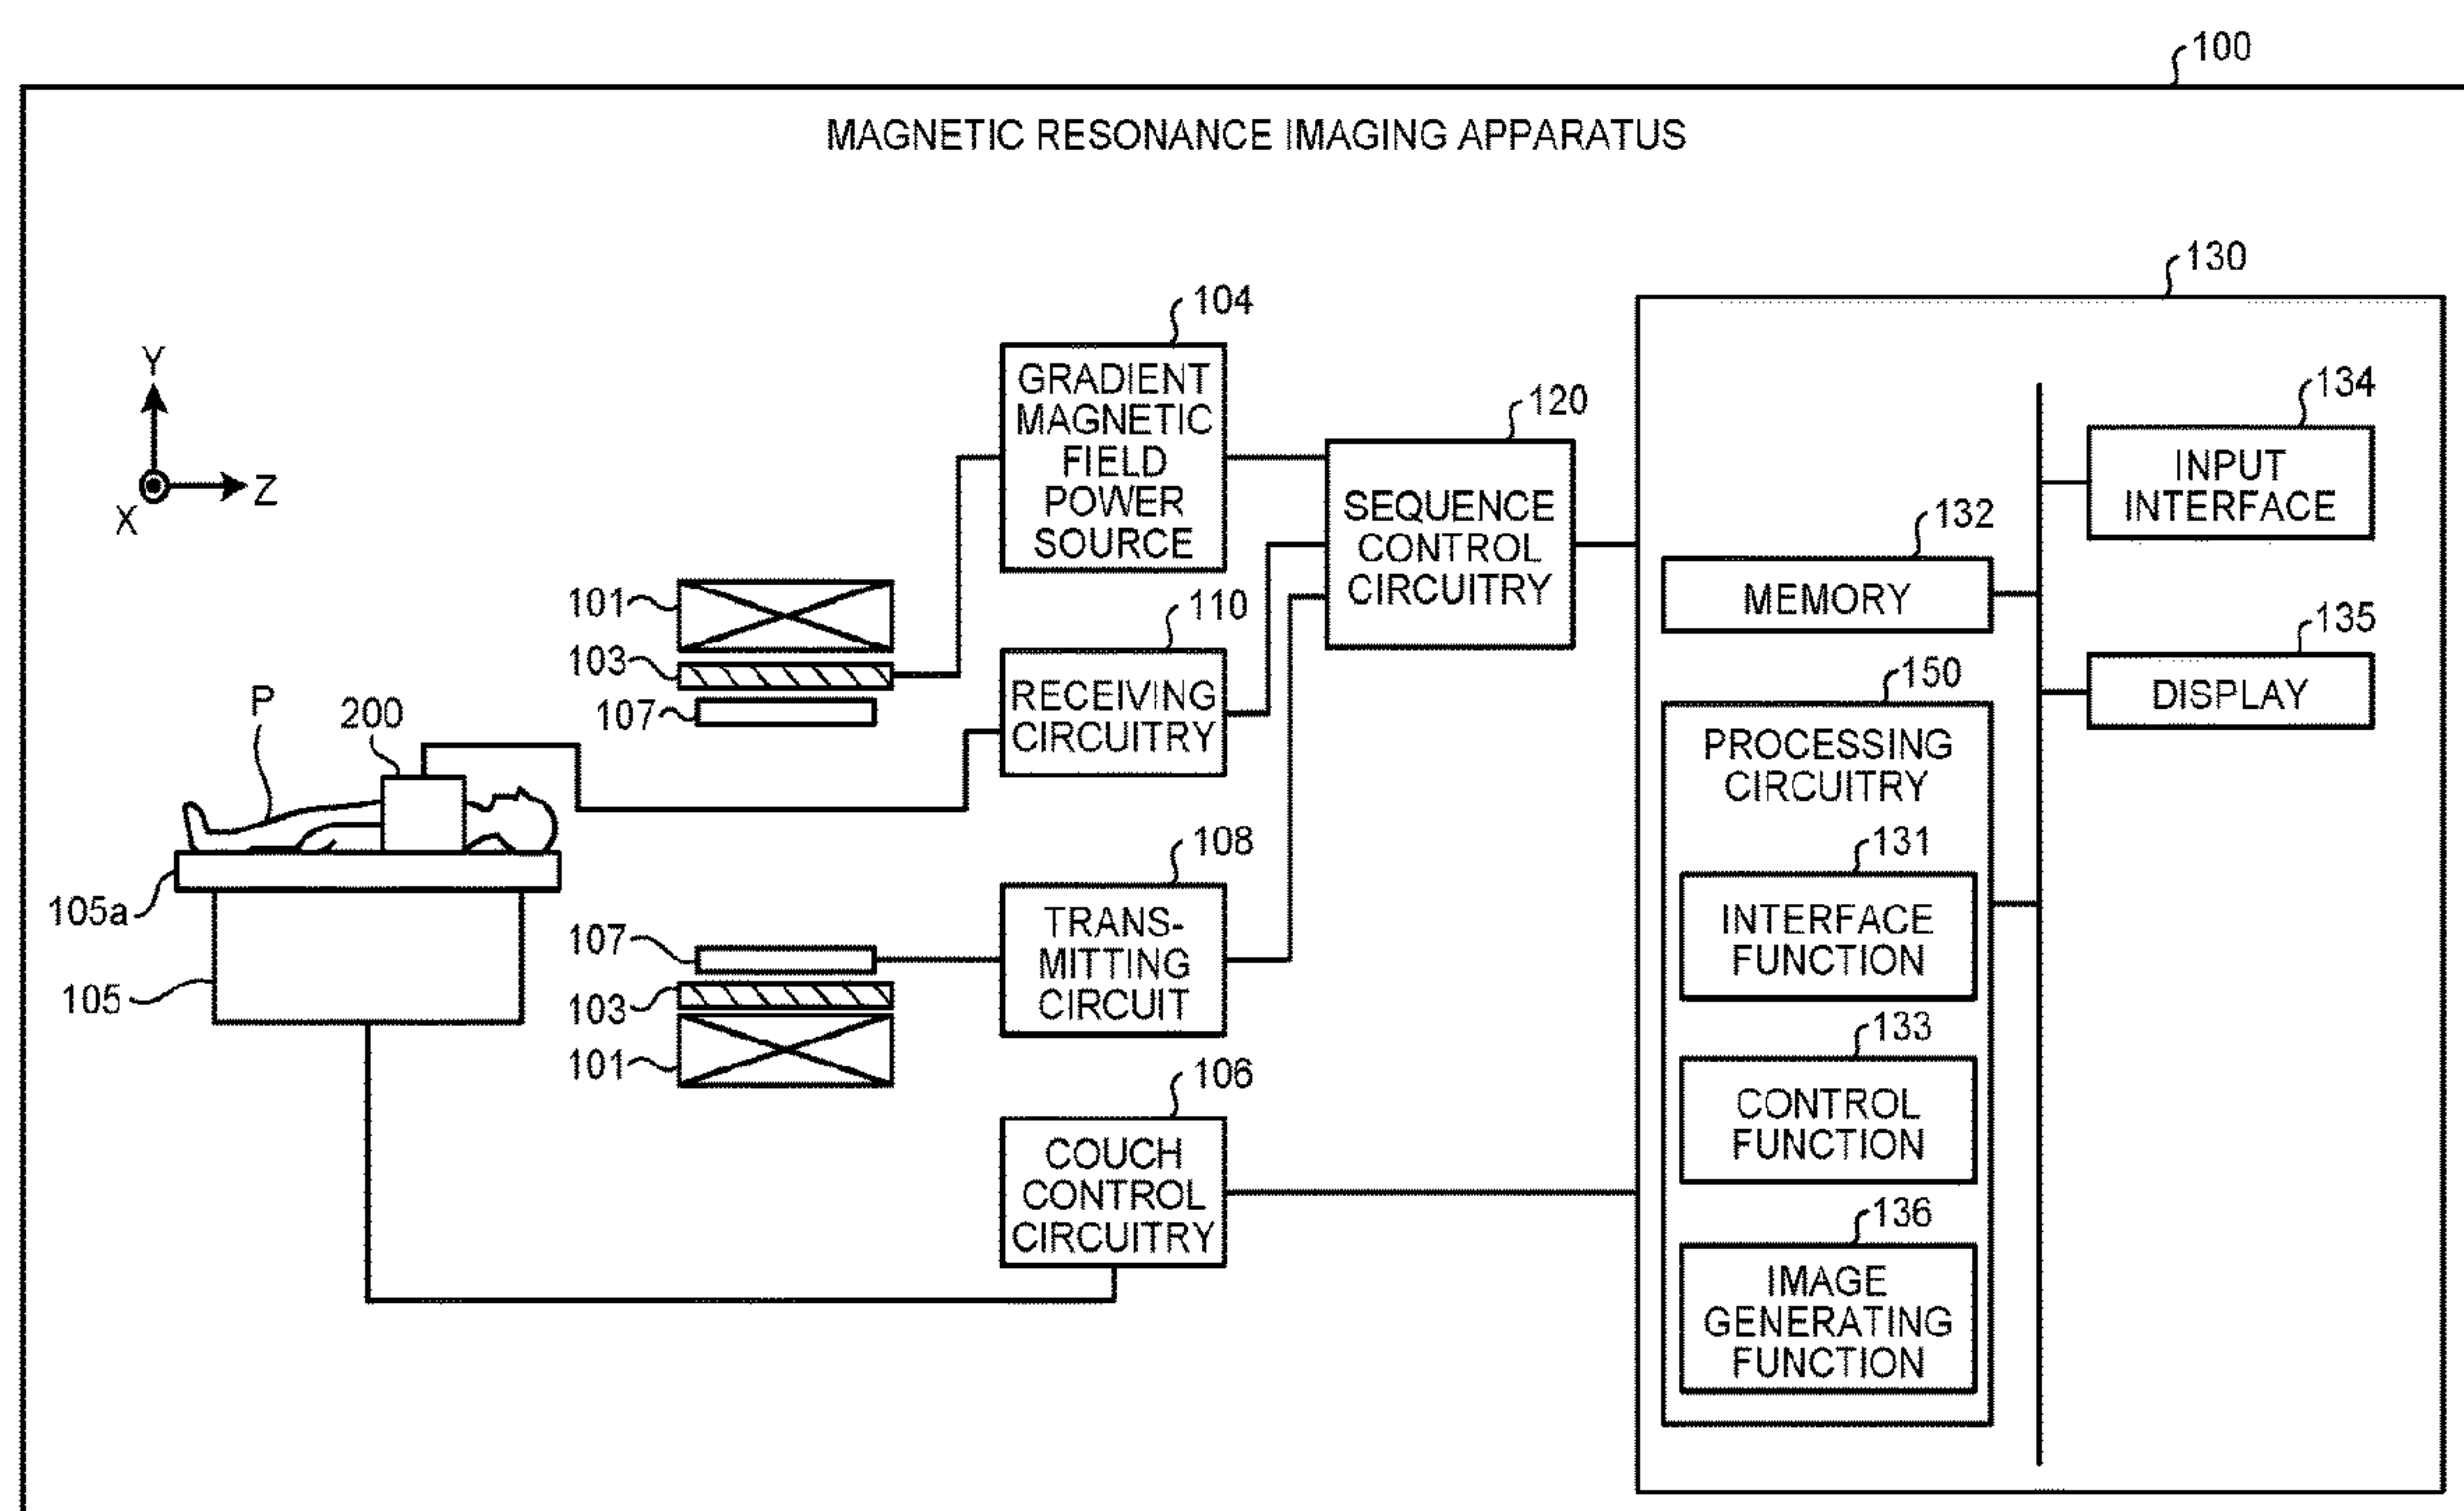 100
MAGNETIC RESONANCE IMAGING APPARATUS
130
104
GRADIENT
MAGNETIC
FIELD
POWER
SOURCE
Y
X
Z
120
SEQUENCE
CONTROL
CIRCUITRY
134
INPUT
INTERFACE
132
MEMORY
135
DISPLAY
101
103
107
110
RECEIVING
CIRCUITRY
150
PROCESSING
CIRCUITRY
P
200
105a
105
108
TRANS-
MITTING
CIRCUIT
131
INTERFACE
FUNCTION
107
103
101
133
CONTROL
FUNCTION
106
COUCH
CONTROL
CIRCUITRY
136
IMAGE
GENERATING
FUNCTION